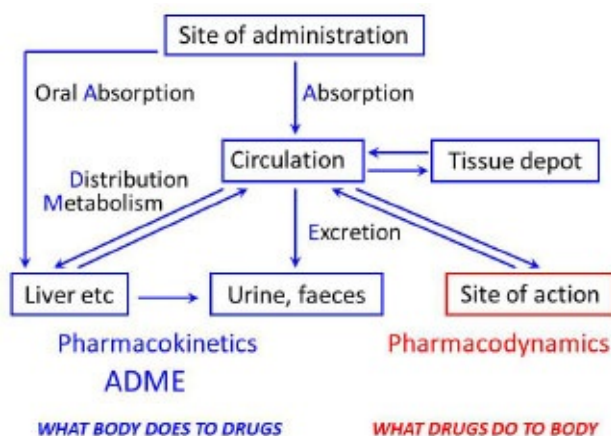 Site of administration
Oral Absorption
Absorption
Circulation
Tissue depot
Distribution
Metabolism
Excretion
Liver etc
Urine, faeces
Site of action
Pharmacokinetics
Pharmacodynamics
ADME
WHAT BODY DOES TO DRUGS
WHAT DRUGS DO TO BODY